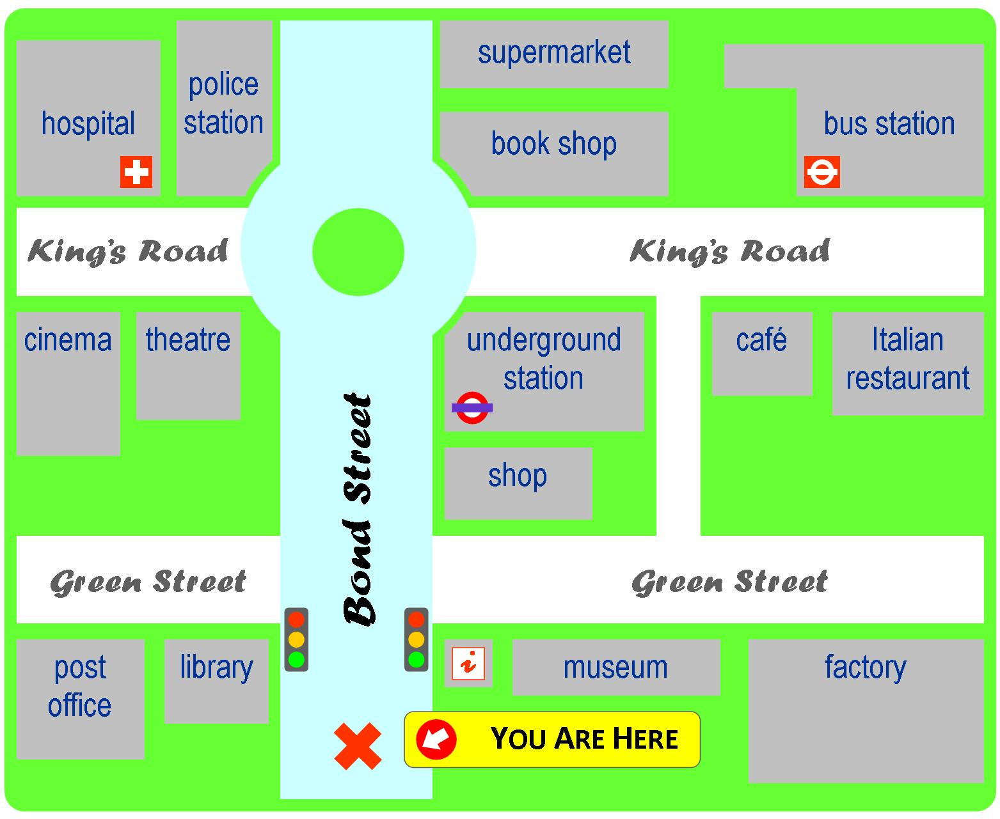 supermarket
police
station
hospital
book shop
bus station
King's Road
King's Road
cinema
theatre
underground
station
café
Italian
restaurant
shop
Bond Street
Green Street
Green Street
post
office
library
i
museum
factory
YOU ARE HERE